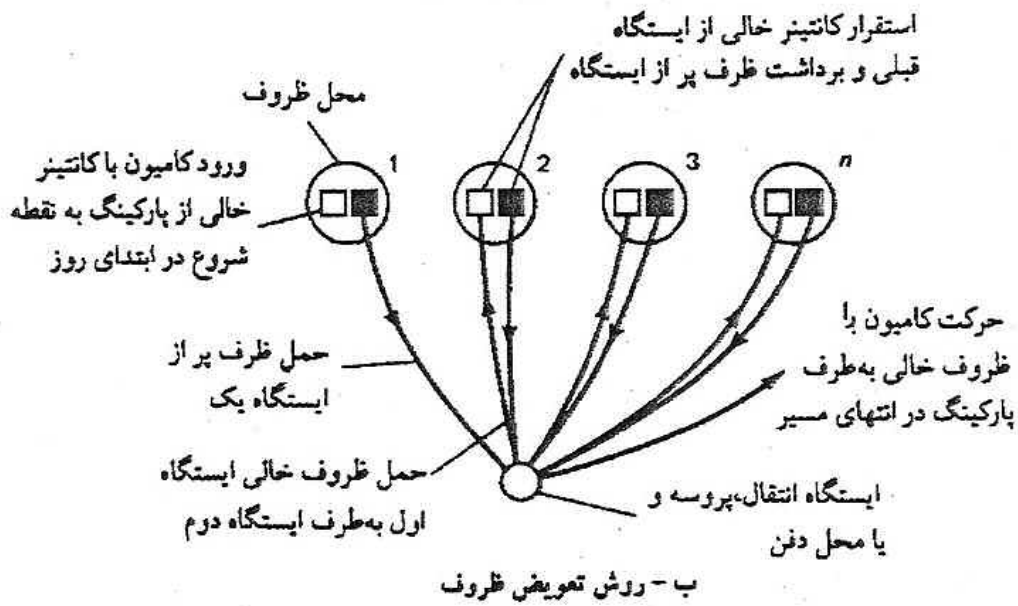 استقرار کانتینر خالی از ایستگاه
قبلی و برداشت ظرف پر از ایستگاه
محل ظروف
ورود کامیون با کانتینر
خالی از پارکینگ به نقطه
شروع در ابتدای روز
1
2
3
n
حرکت کامیون با
ظروف خالی به‌طرف
پارکینگ در انتهای مسیر
حمل ظرف پر از
ایستگاه یک
حمل ظروف خالی ایستگاه
اول به‌طرف ایستگاه دوم
ایستگاه انتقال،پروسه و
یا محل دفن
ب - روش تعویض ظروف